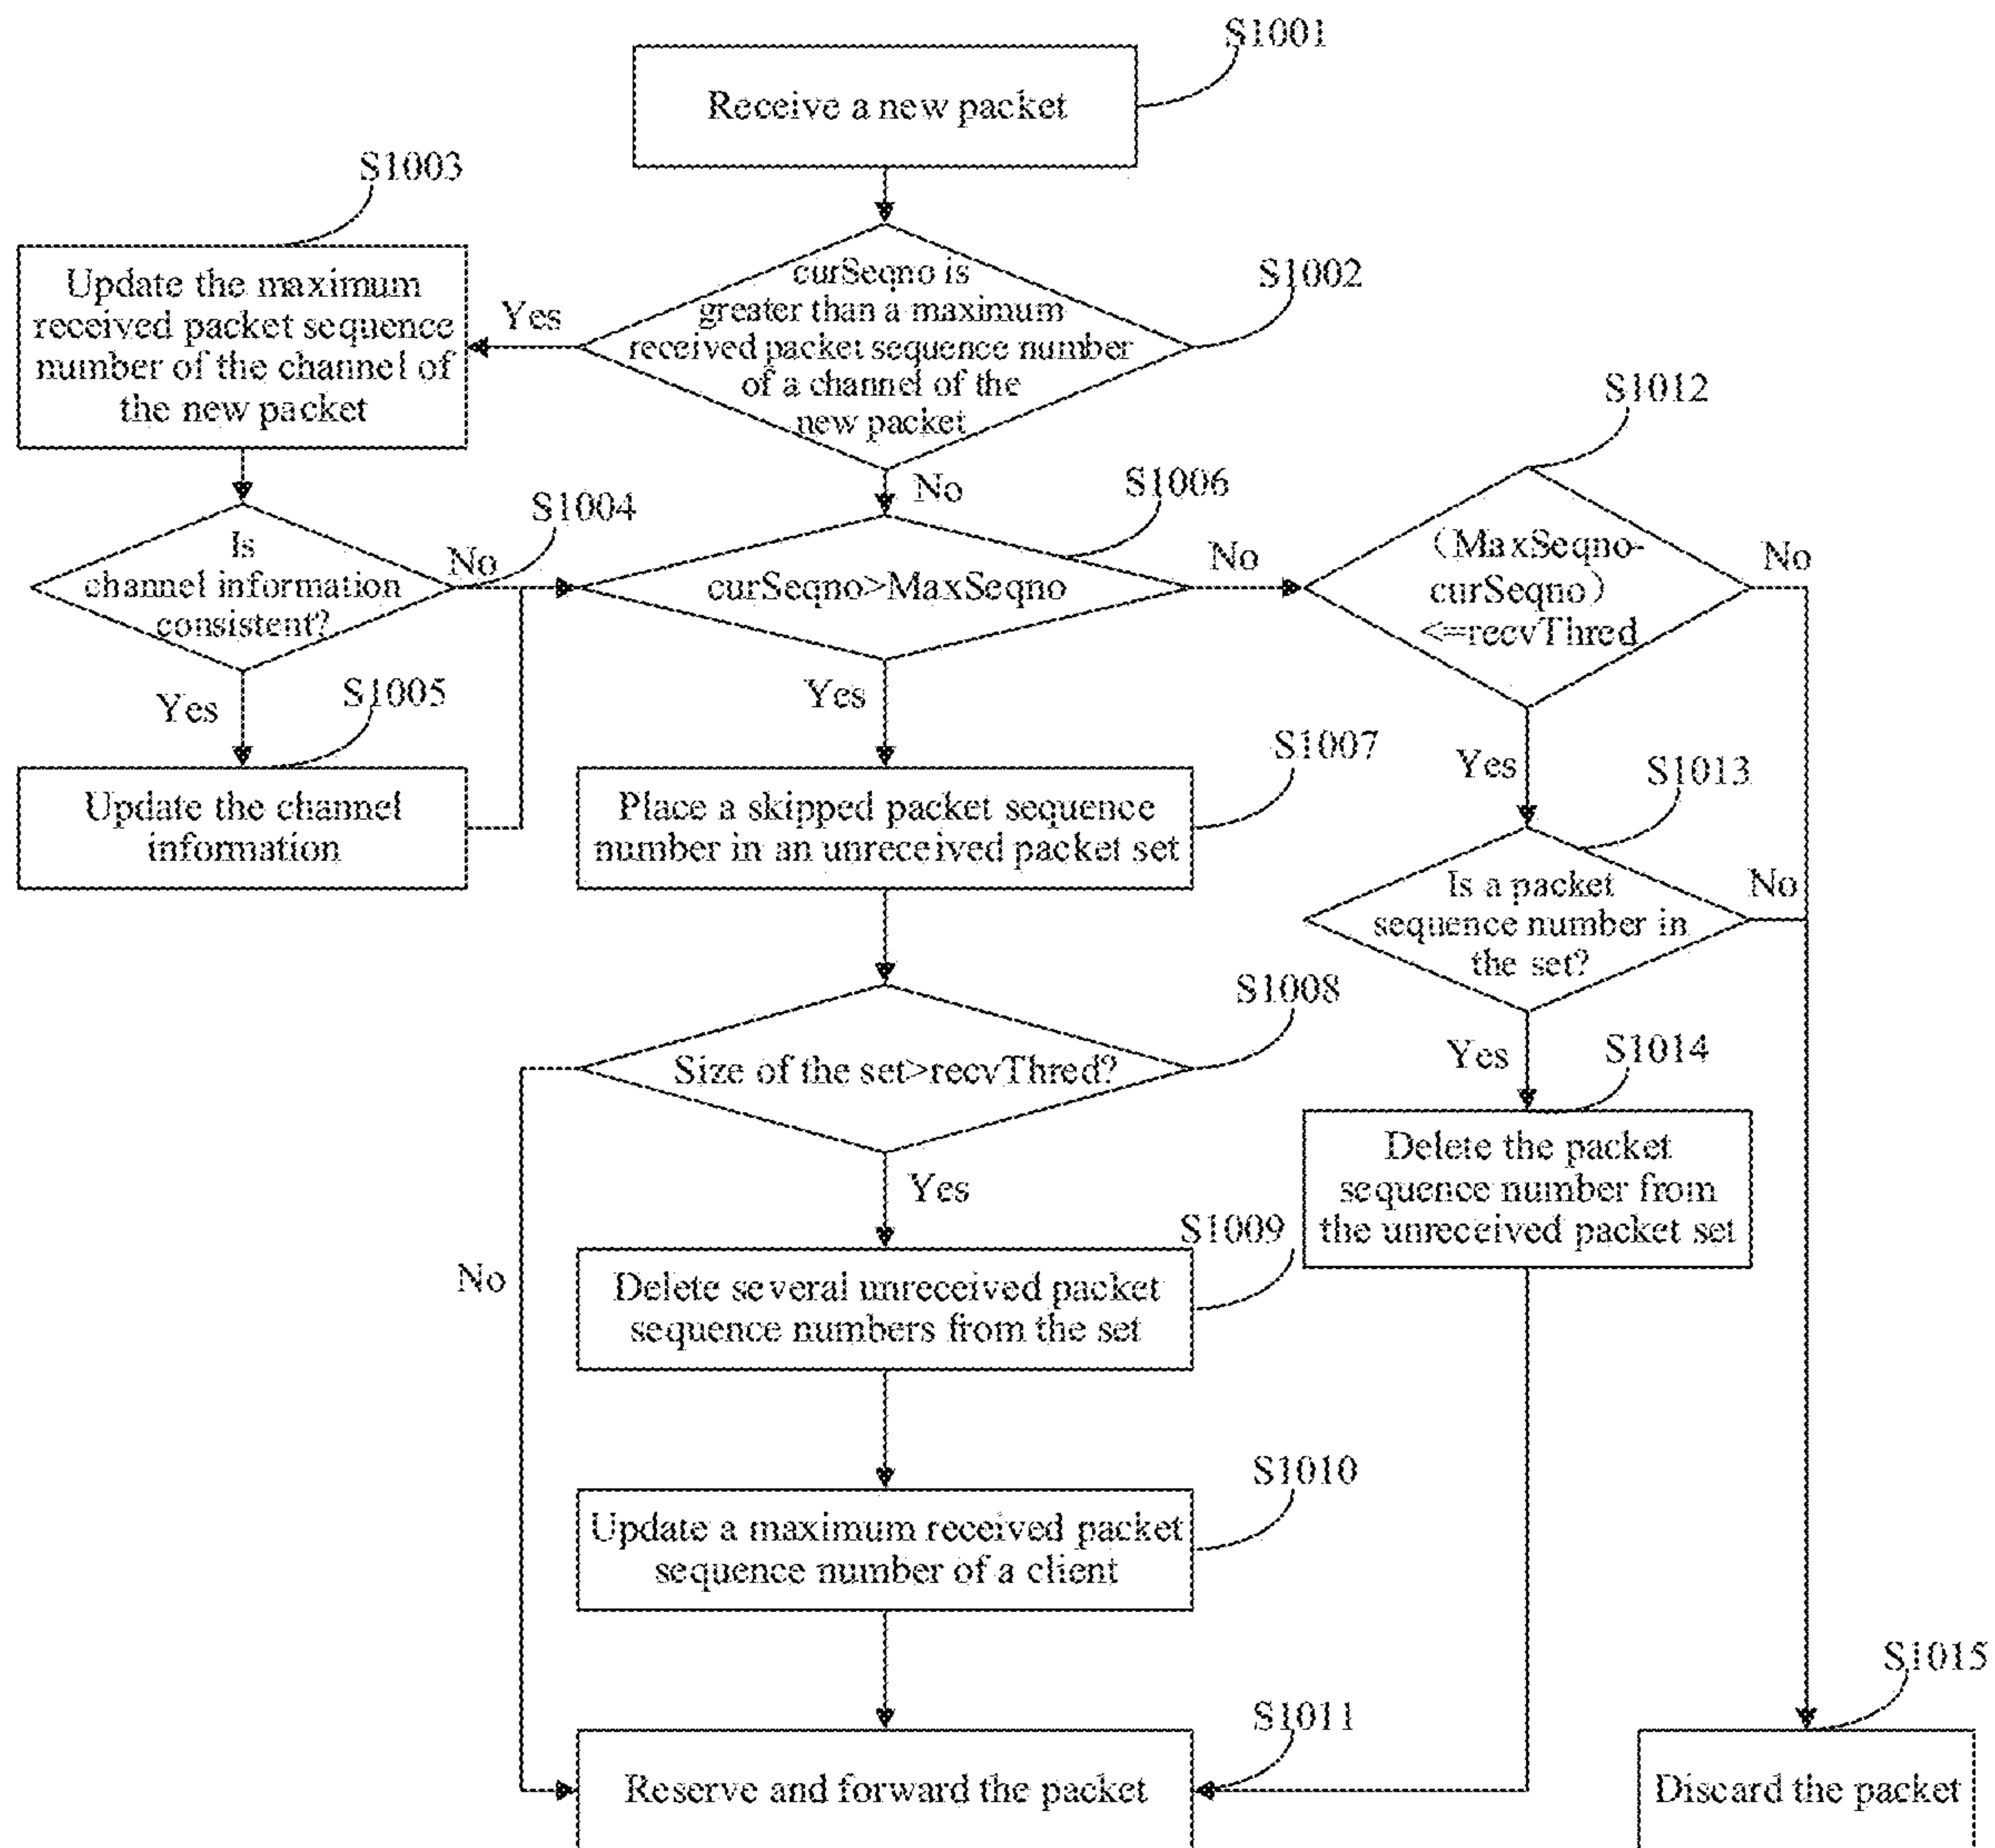 S1001
Receive a new packet
S1003
Update the maximum
received packet sequence
number of the channel of
the new packet
Yes
curSeqno is
greater than a maximum
received packet sequence number
of a channel of the
new packet
S1002
No
S1004
Is
channel information
consistent?
No
Yes
S1005
Update the channel
information
S1006
curSeqno>MaxSeqno
No
Yes
S1012
(MaxSeqno-
curSeqno)
<=recvThred
No
Yes
S1007
Place a skipped packet sequence
number in an unreceived packet set
S1013
Is a packet
sequence number in
the set?
No
Yes
S1008
Size of the set>recvThred?
No
Yes
S1014
Delete the packet
sequence number from
the unreceived packet set
S1009
Delete several unreceived packet
sequence numbers from the set
S1010
Update a maximum received packet
sequence number of a client
S1011
Reserve and forward the packet
S1015
Discard the packet